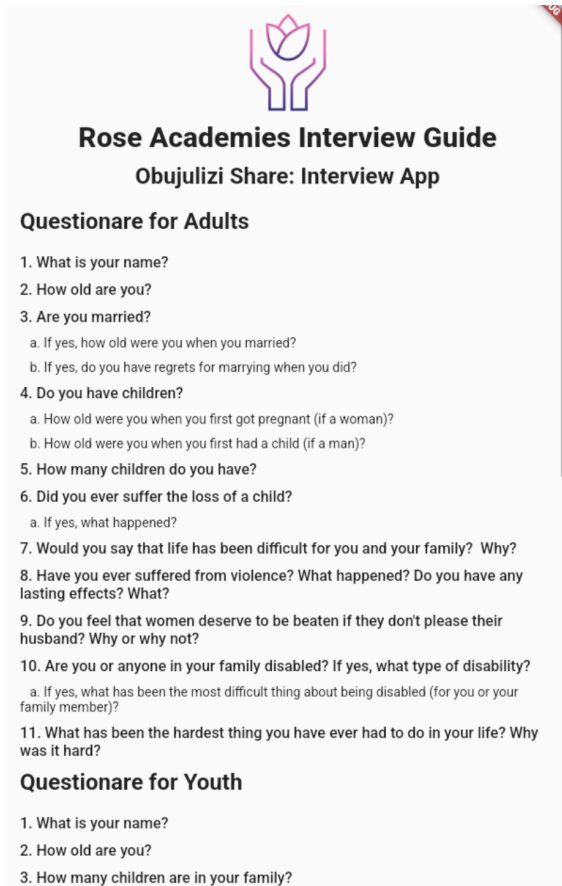 Rose Academies Interview Guide
Obujulizi Share: Interview App
Questionare for Adults
1. What is your name?
2. How old are you?
3. Are you married?
a. If yes, how old were you when you married?
b. If yes, do you have regrets for marrying when you did?
4. Do you have children?
a. How old were you when you first got pregnant (if a woman)?
b. How old were you when you first had a child (if a man)?
5. How many children do you have?
6. Did you ever suffer the loss of a child?
a. If yes, what happened?
7. Would you say that life has been difficult for you and your family?  Why?
8. Have you ever suffered from violence? What happened? Do you have any
lasting effects? What?
9. Do you feel that women deserve to be beaten if they don't please their
husband? Why or why not?
10. Are you or anyone in your family disabled? If yes, what type of disability?
a. If yes, what has been the most difficult thing about being disabled (for you or your
family member)?
11. What has been the hardest thing you have ever had to do in your life? Why
was it hard?
Questionare for Youth
1. What is your name?
2. How old are you?
3. How many children are in your family?